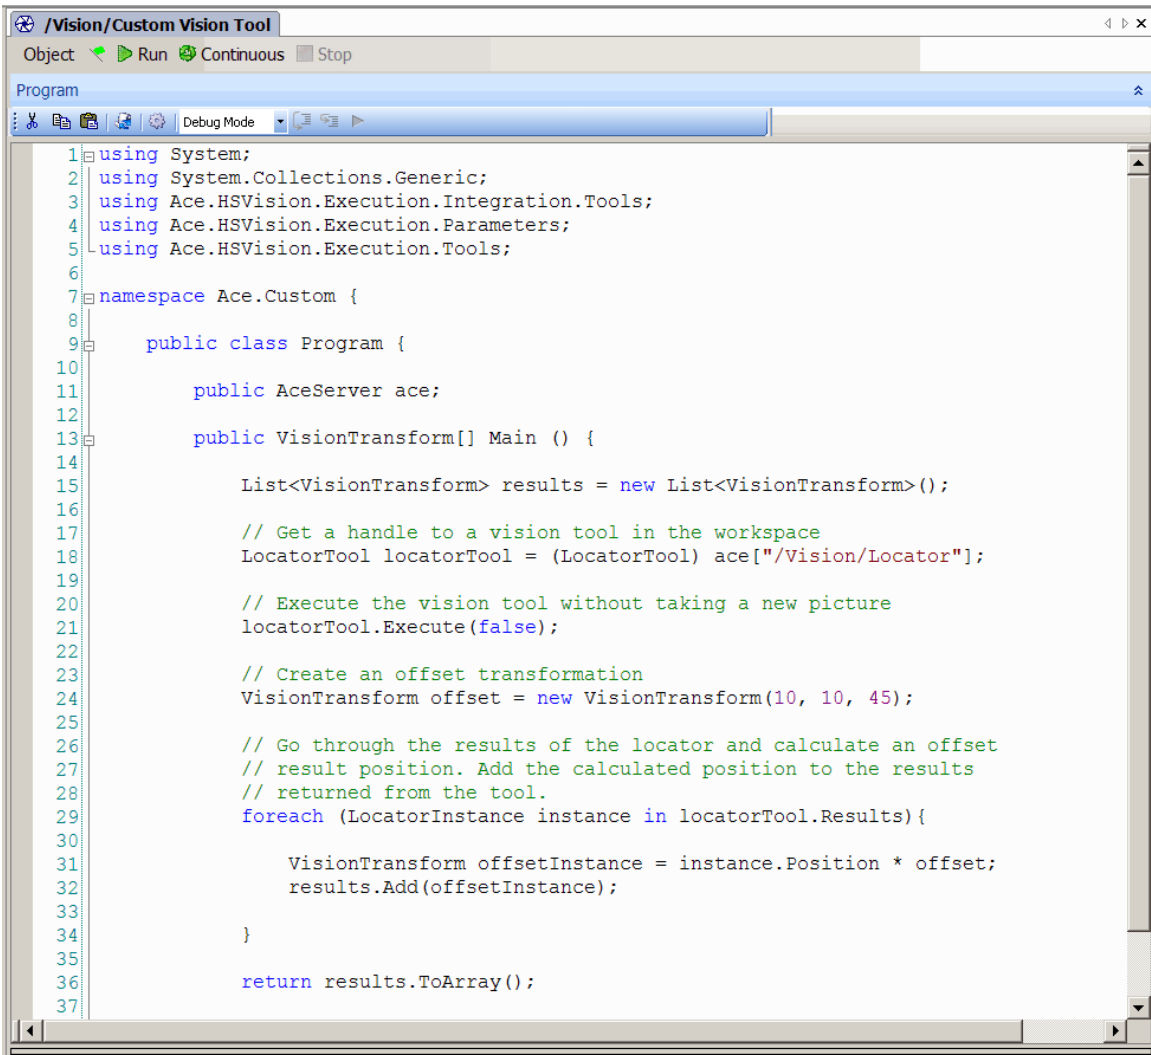 /Vision/Custom Vision Tool
Object Run Continuous Stop
Program
Debug Mode
1 using System;
2 using System.Collections.Generic;
3 using Ace.HSVision.Execution.Integration.Tools;
4 using Ace.HSVision.Execution.Parameters;
5 using Ace.HSVision.Execution.Tools;
6
7 namespace Ace.Custom {
8
9 public class Program {
10
11 public AceServer ace;
12
13 public VisionTransform[] Main () {
14
15 List<VisionTransform> results = new List<VisionTransform>();
16
17 // Get a handle to a vision tool in the workspace
18 LocatorTool locatorTool = (LocatorTool) ace["/Vision/Locator"];
19
20 // Execute the vision tool without taking a new picture
21 locatorTool.Execute(false);
22
23 // Create an offset transformation
24 VisionTransform offset = new VisionTransform(10, 10, 45);
25
26 // Go through the results of the locator and calculate an offset
27 // result position. Add the calculated position to the results
28 // returned from the tool.
29 foreach (LocatorInstance instance in locatorTool.Results){
30
31 VisionTransform offsetInstance = instance.Position * offset;
32 results.Add(offsetInstance);
33
34 }
35
36 return results.ToArray();
37